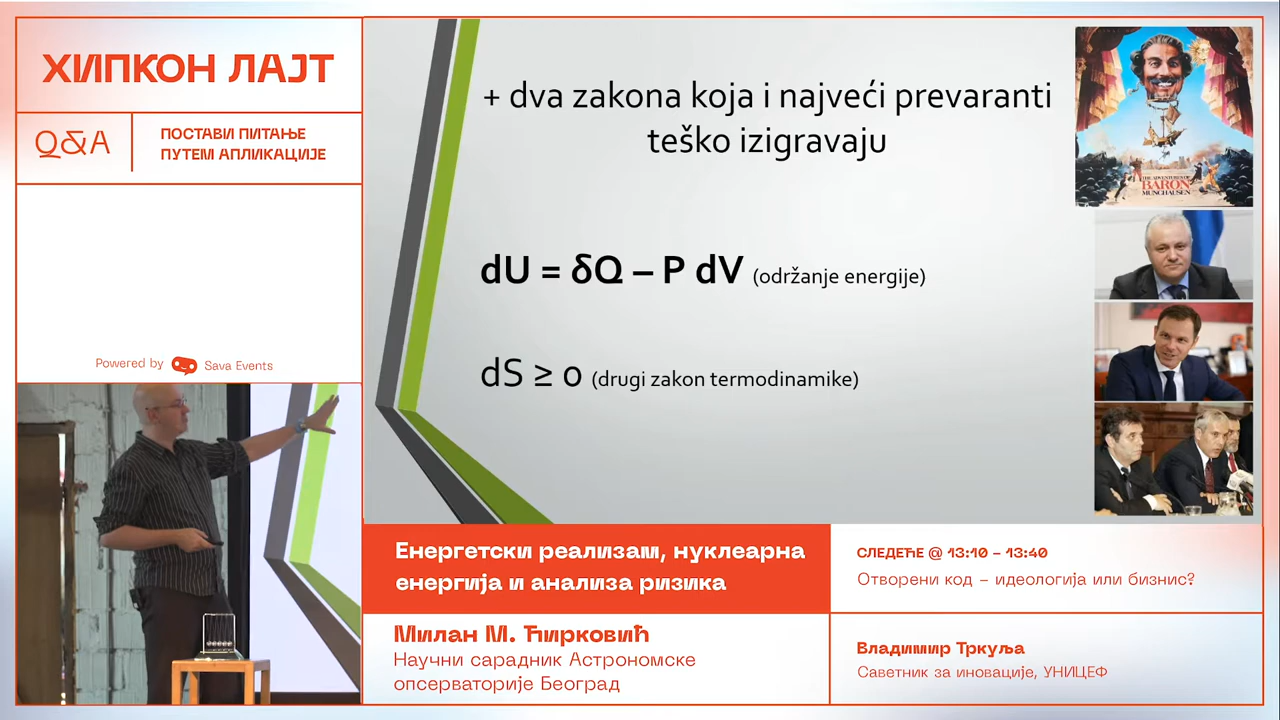 ХИПКОН ЛАЈТ
Q&A
ПОСТАВИ ПИТАЊЕ
ПУТЕМ АПЛИКАЦИЈЕ
Powered by Sava Events
+ dva zakona koja i najveći prevaranti
teško izigravaju
dU = δQ – P dV (održanje energije)
dS ≥ 0 (drugi zakon termodinamike)
THE ADVENTURES OF
BARON
MUNCHAUSEN
Енергетски реализам, нуклеарна
енергија и анализа ризика
Милан М. Ћирковић
Научни сарадник Астрономске
опсерваторије Београд
СЛЕДЕЋЕ @ 13:10 – 13:40
Отворени код – идеологија или бизнис?
Владимир Тркуља
Саветник за иновације, УНИЦЕФ